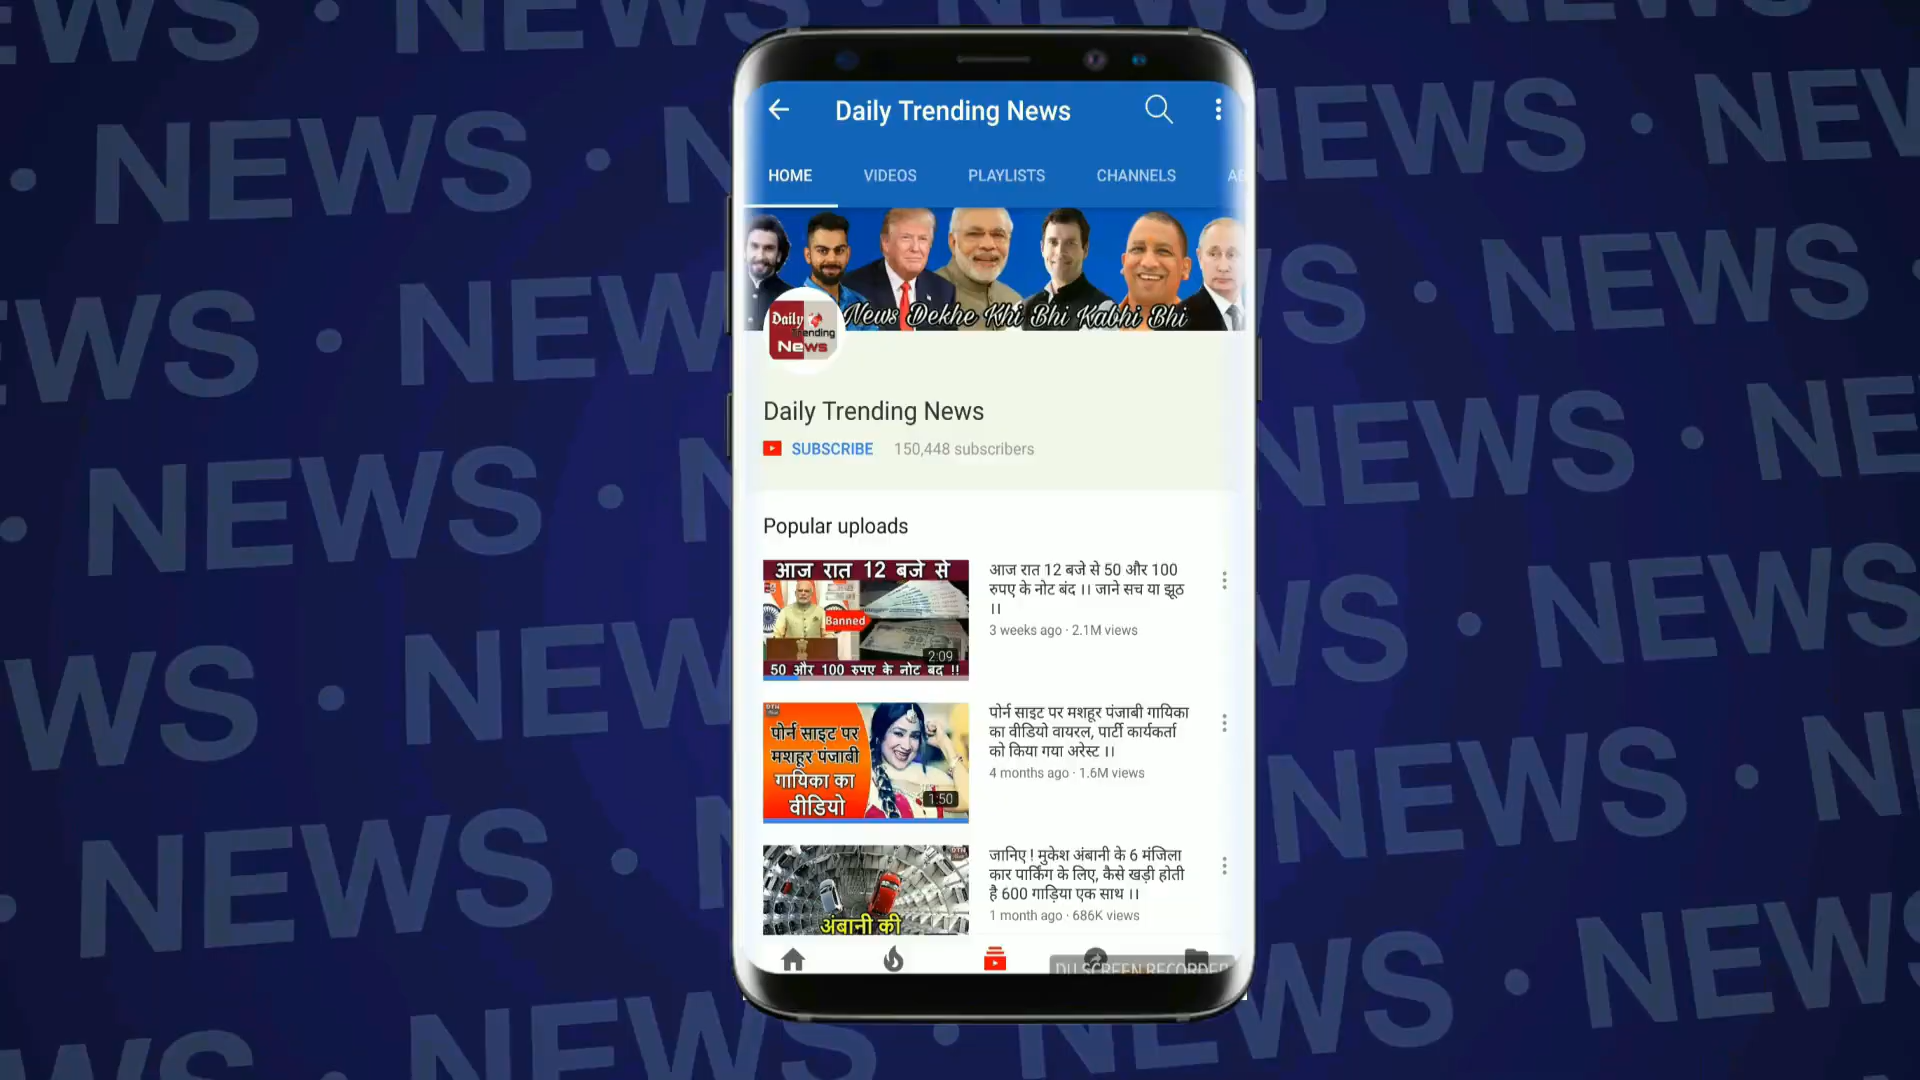 Daily Trending News
HOME VIDEOS PLAYLISTS CHANNELS
News Dekhe Khi Bhi Kabhi Bhi
Daily
Trending
News
Daily Trending News
SUBSCRIBE 150,448 subscribers
Popular uploads
आज रात 12 बजे से
Banned
2:09
50 और 100 रुपए के नोट बंद !!
आज रात 12 बजे से 50 और 100
रुपए के नोट बंद ।। जाने सच या झूठ
।।
3 weeks ago · 2.1M views
पोर्न साइट पर
मशहूर पंजाबी
गायिका का
वीडियो
1:50
पोर्न साइट पर मशहूर पंजाबी गायिका
का वीडियो वायरल, पार्टी कार्यकर्ता
को किया गया अरेस्ट ।।
4 months ago · 1.6M views
अंबानी की
जानिए ! मुकेश अंबानी के 6 मंजिला
कार पार्किंग के लिए, कैसे खड़ी होती
है 600 गाड़िया एक साथ ।।
1 month ago · 686K views
DU SCREEN RECORDER
NEWS · NEWS · NEWS